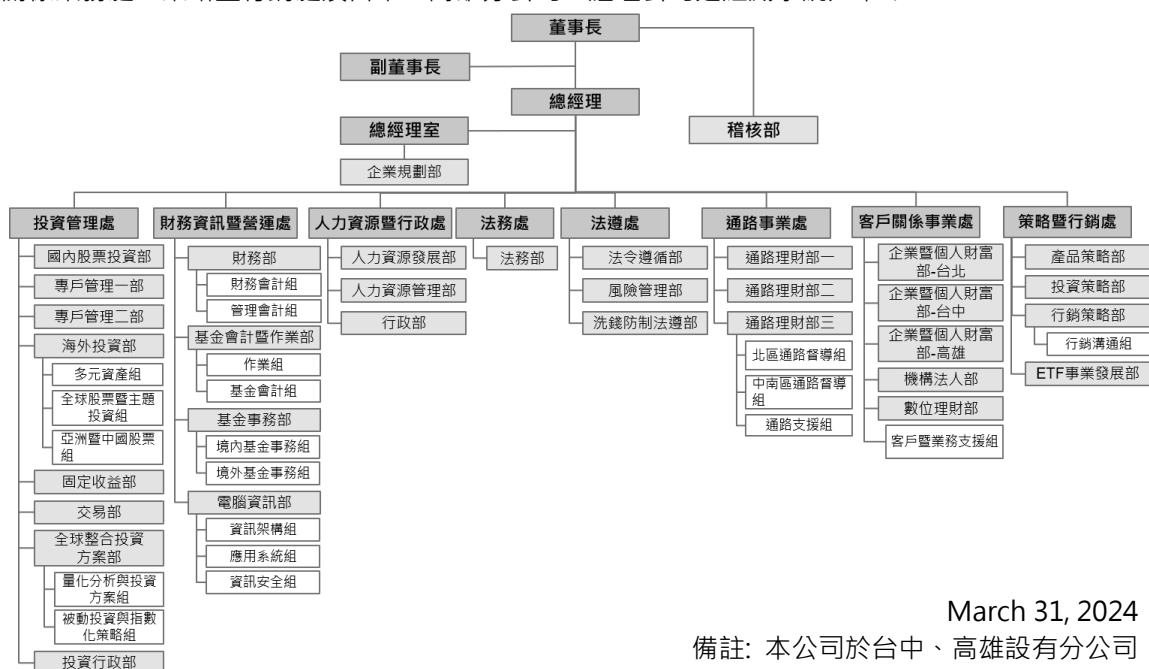 董事長
副董事長
總經理
總經理室
稽核部
企業規劃部
投資管理處
國內股票投資部
專戶管理一部
專戶管理二部
海外投資部
多元資產組
全球股票暨主題
投資組
亞洲暨中國股票
組
固定收益部
交易部
全球整合投資
方案部
量化分析與投資
方案組
被動投資與指數
化策略組
投資行政部
財務資訊暨營運處
財務部
財務會計組
管理會計組
基金會計暨作業部
作業組
基金會計組
基金事務部
境內基金事務組
境外基金事務組
電腦資訊部
資訊架構組
應用系統組
資訊安全組
人力資源暨行政處
人力資源發展部
人力資源管理部
行政部
法務處
法務部
法遵處
法令遵循部
風險管理部
洗錢防制法遵部
通路事業處
通路理財部一
通路理財部二
通路理財部三
北區通路督導組
中南區通路督導
組
通路支援組
客戶關係事業處
企業暨個人財富
部-台北
企業暨個人財富
部-台中
企業暨個人財富
部-高雄
機構法人部
數位理財部
客戶暨業務支援組
策略暨行銷處
產品策略部
投資策略部
行銷策略部
行銷溝通組
ETF事業發展部
March 31, 2024
備註: 本公司於台中、高雄設有分公司